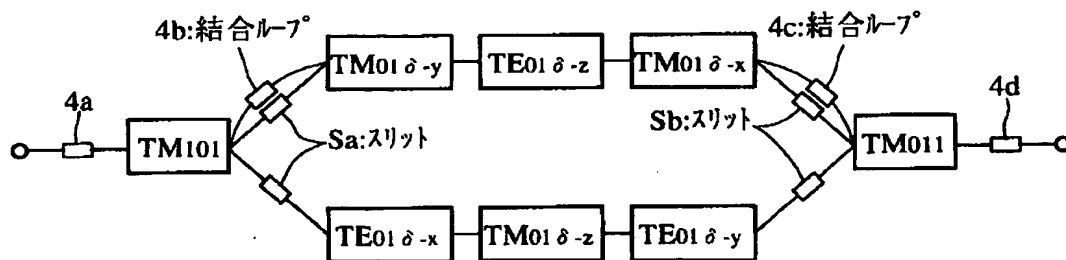 4b:結合ループ
4c:結合ループ
TM01δ-y
TE01δ-z
TM01δ-x
4a
4d
Sa:スリット
Sb:スリット
TM101
TM011
TE01δ-x
TM01δ-z
TE01δ-y